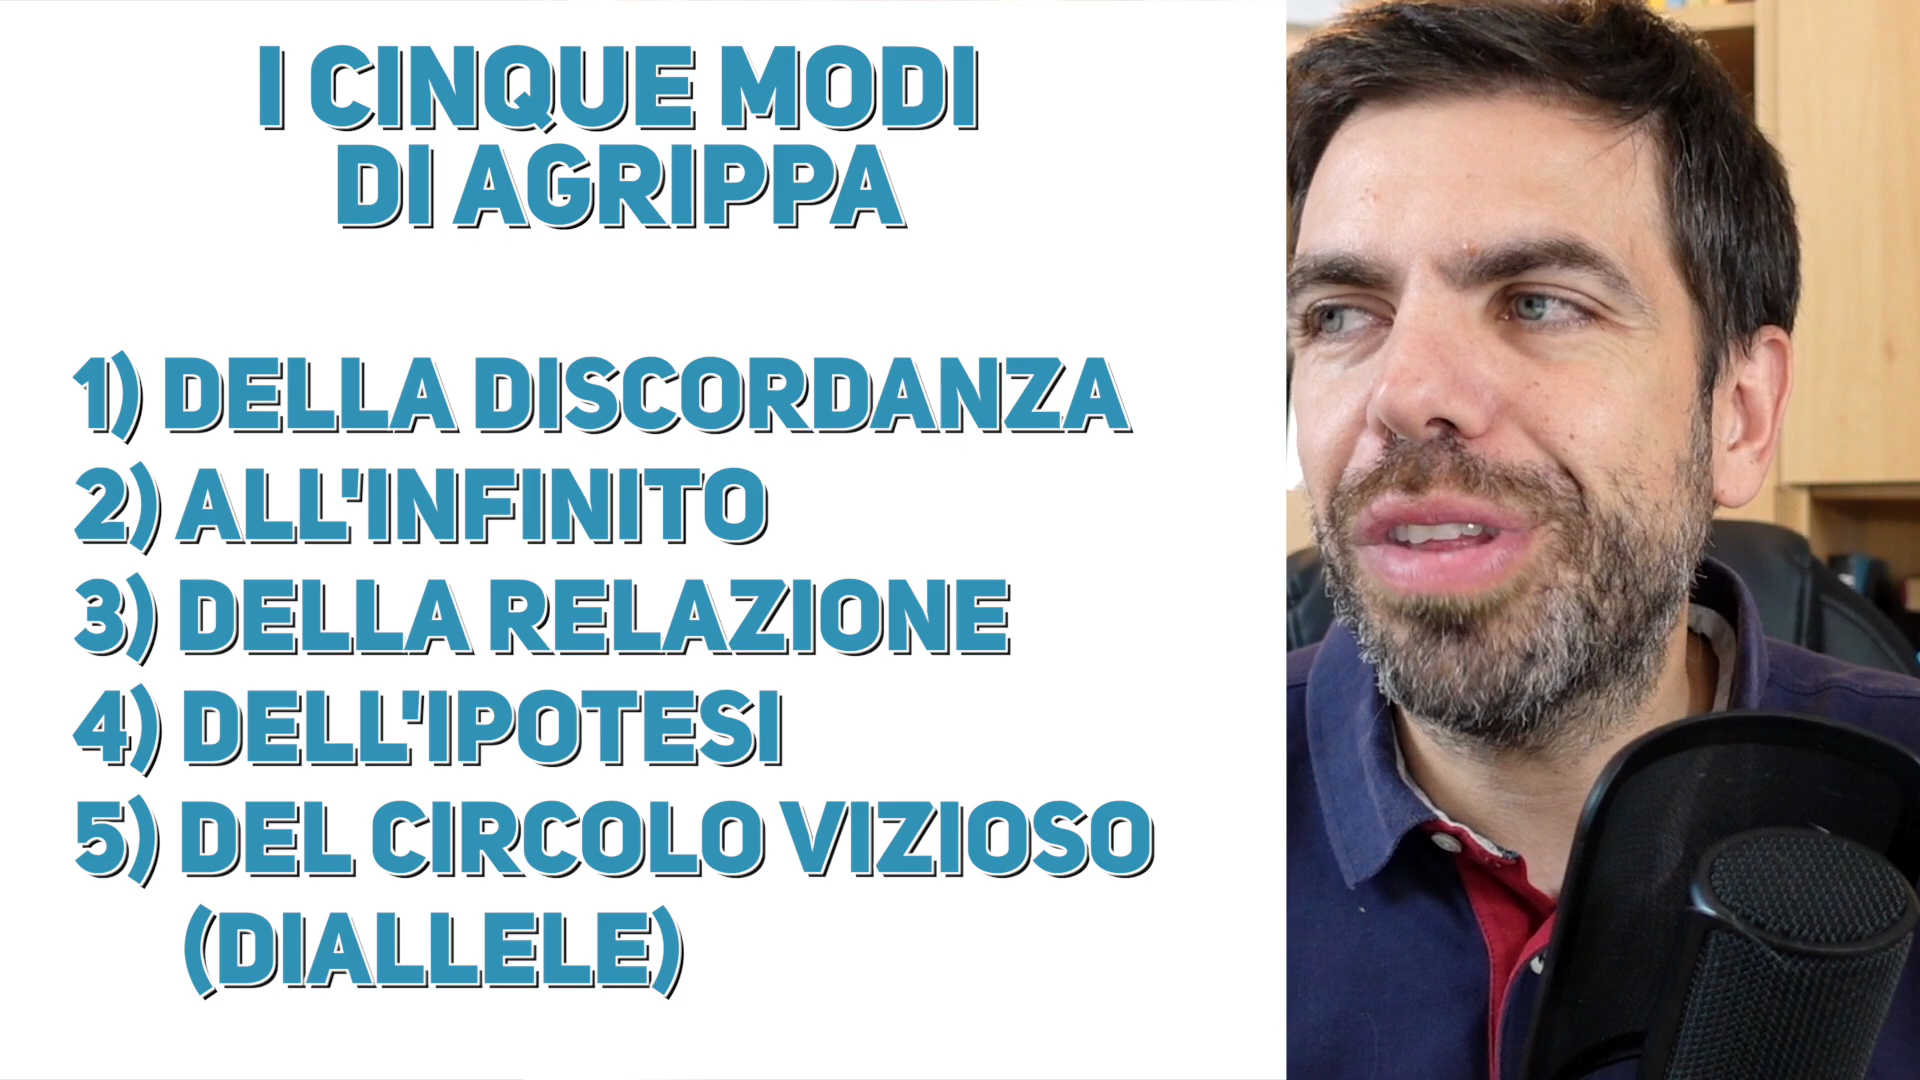 I CINQUE MODI
DI AGRIPPA
1) DELLA DISCORDANZA
2) ALL'INFINITO
3) DELLA RELAZIONE
4) DELL'IPOTESI
5) DEL CIRCOLO VIZIOSO
(DIALLELE)